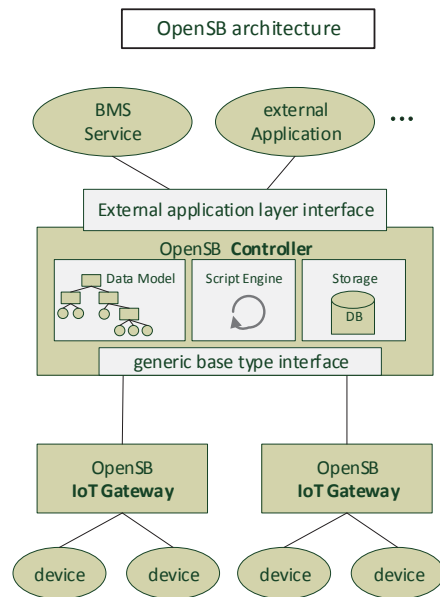 OpenSB architecture
BMS
Service
external
Application
...
External application layer interface
OpenSB Controller
Data Model
Script Engine
Storage
DB
generic base type interface
OpenSB
IoT Gateway
OpenSB
IoT Gateway
device
device
device
device